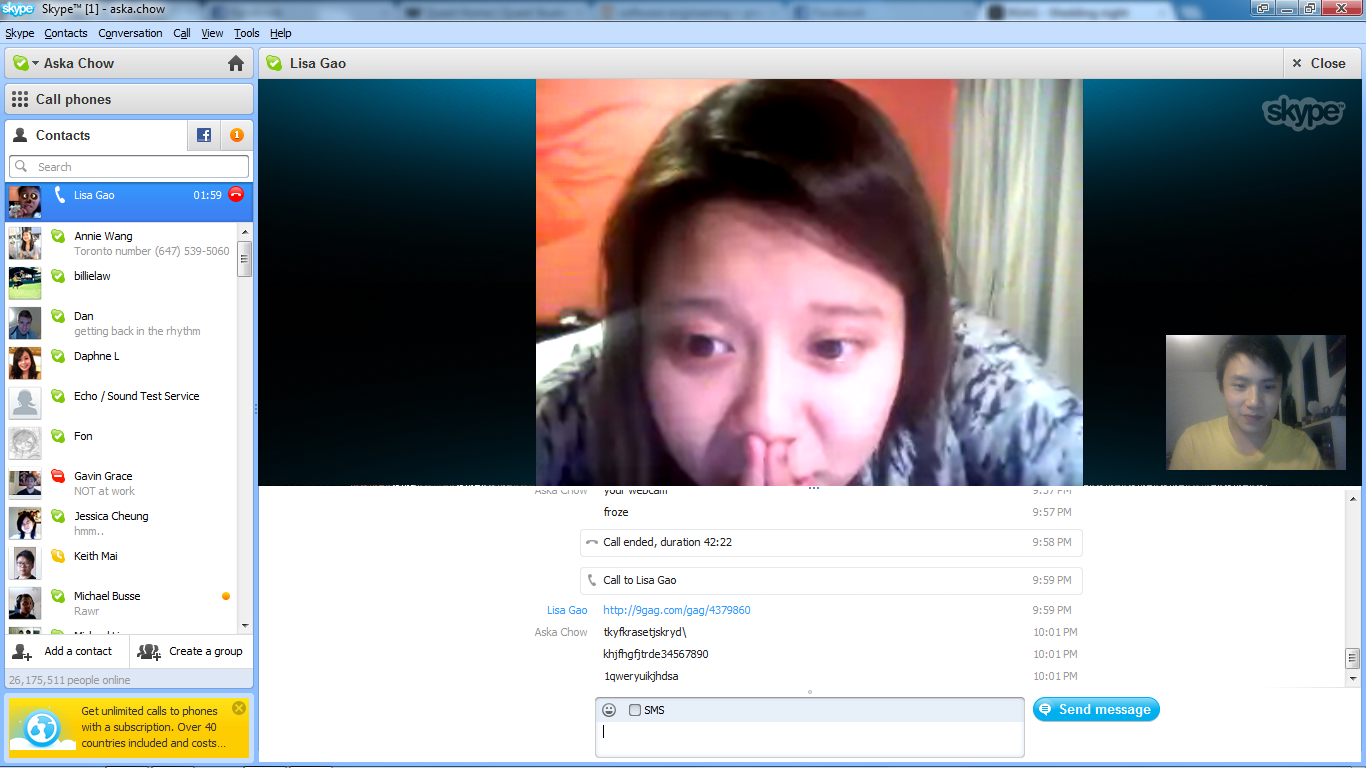 skype Skype™ [1] - aska.chow
Skype Contacts Conversation Call View Tools Help
Aska Chow
Lisa Gao
Close
Call phones
skype
Contacts
1
Search
Lisa Gao 01:59
Annie Wang
Toronto number (647) 539-5060
billielaw
Dan
getting back in the rhythm
Daphne L
Echo / Sound Test Service
Fon
Gavin Grace
NOT at work
Jessica Cheung
hmm..
Keith Mai
Michael Busse
Rawr
Add a contact Create a group
26,175,511 people online
Get unlimited calls to phones
with a subscription. Over 40
countries included and costs...
Aska Chow your webcam 9:57 PM
froze 9:57 PM
Call ended, duration 42:22 9:58 PM
Call to Lisa Gao 9:59 PM
Lisa Gao http://9gag.com/gag/4379860 9:59 PM
Aska Chow tkyfkrasetjskryd\ 10:01 PM
khjfhgfjtrde34567890 10:01 PM
1qweryuikjhdsa 10:01 PM
SMS
Send message